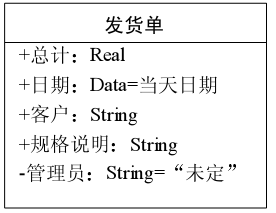 发货单
+总计：Real
+日期：Data=当天日期
+客户：String
+规格说明：String
-管理员：String=“未定”